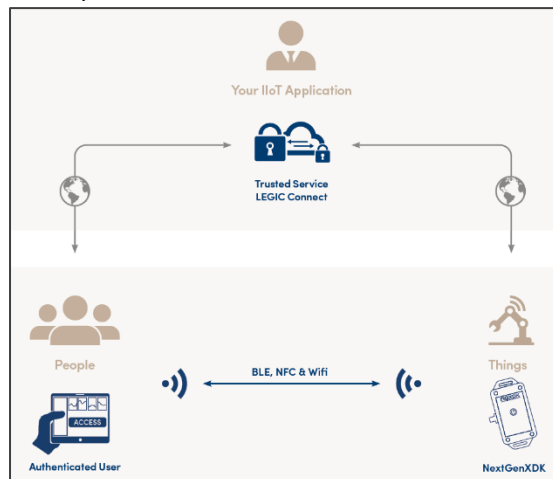 Your IIoT Application
Trusted Service
LEGIC Connect
People
BLE, NFC & Wifi
Things
ACCESS
Authenticated User
NextGenXDK